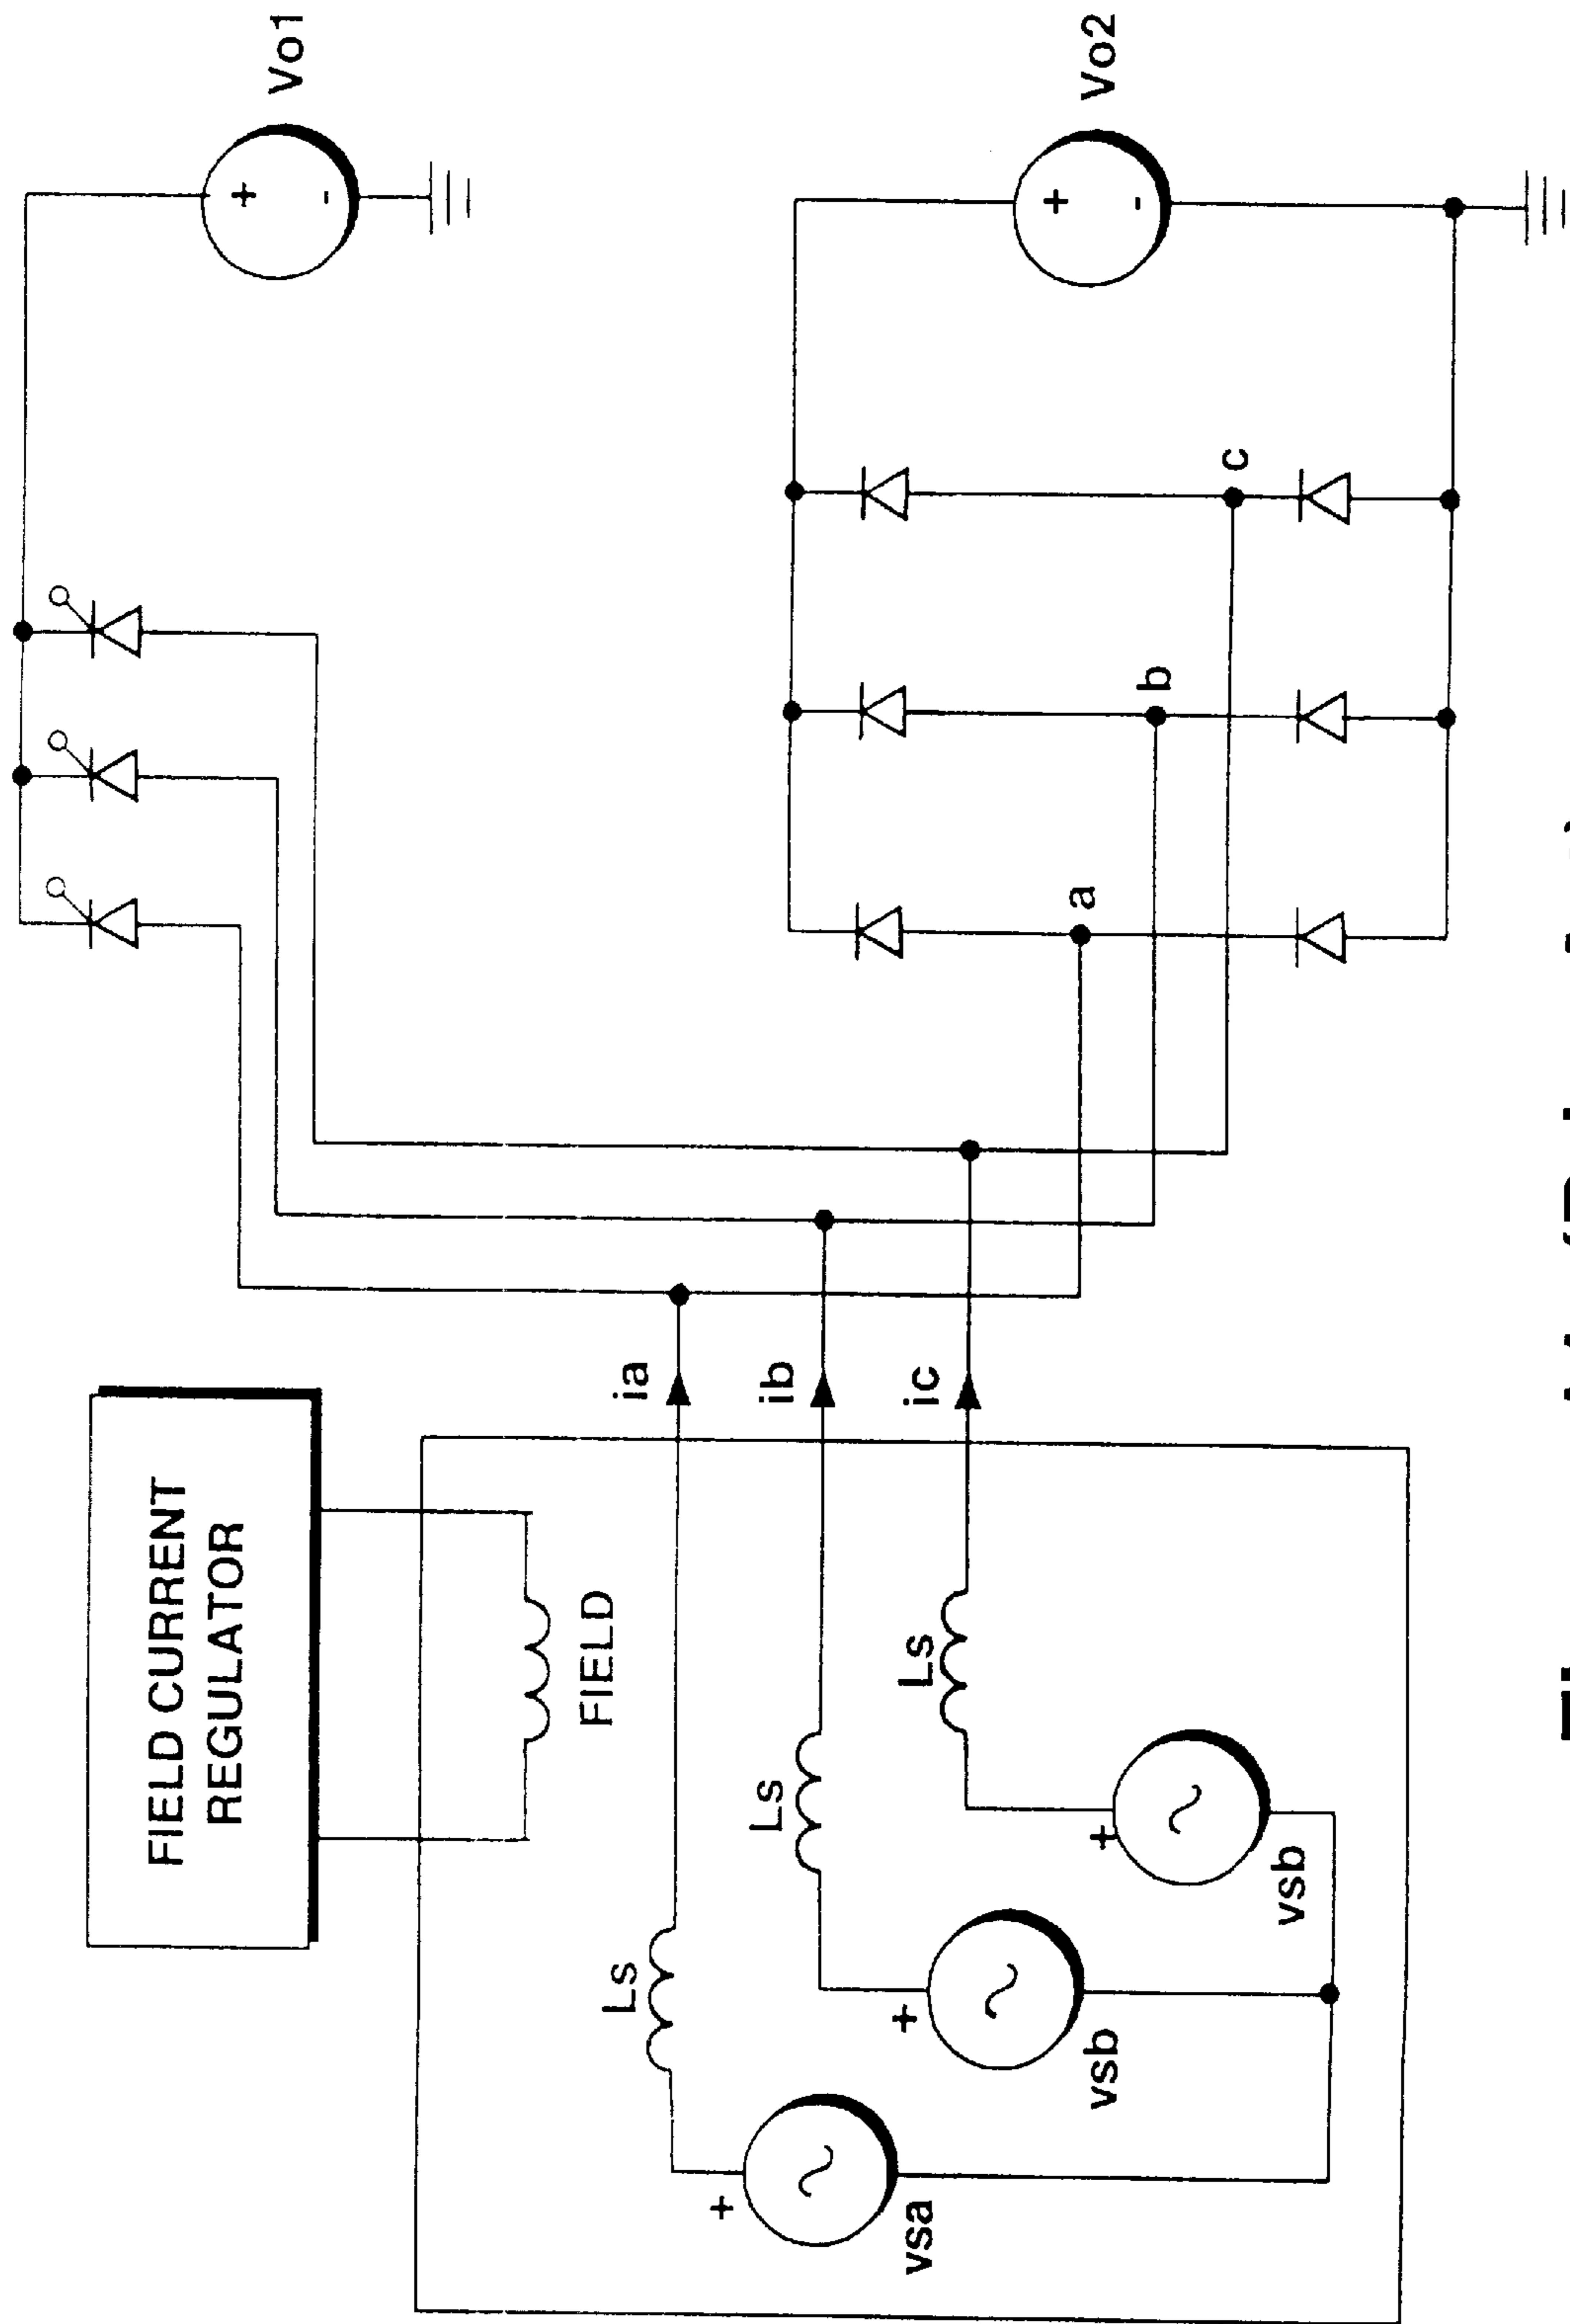 FIELD CURRENT
REGULATOR
FIELD
Vo1
Vo2
+
-
+
-
ia
ib
ic
Ls
Ls
Ls
+
+
+
vsa
vsb
vsb
a
b
c